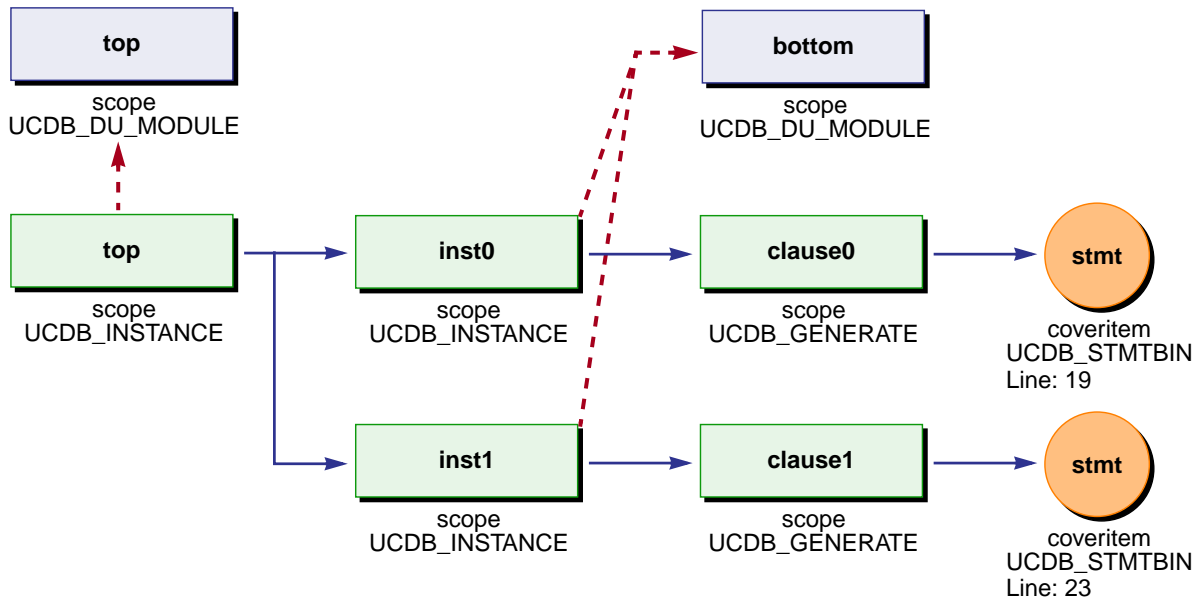 top
scope
UCDB_DU_MODULE
bottom
scope
UCDB_DU_MODULE
top
scope
UCDB_INSTANCE
inst0
scope
UCDB_INSTANCE
clause0
scope
UCDB_GENERATE
stmt
coveritem
UCDB_STMTBIN
Line: 19
inst1
scope
UCDB_INSTANCE
clause1
scope
UCDB_GENERATE
stmt
coveritem
UCDB_STMTBIN
Line: 23